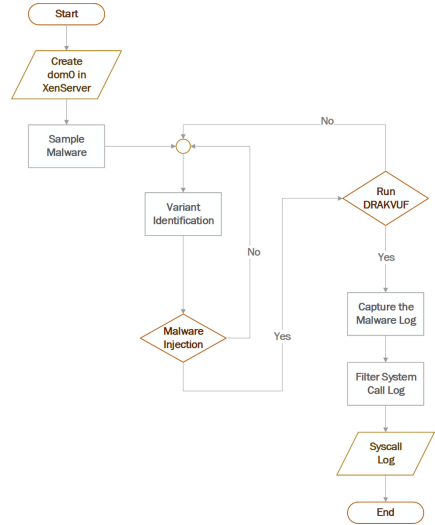 Start
Create
dom0 in
XenServer
Sample
Malware
Variant
Identification
Malware
Injection
No
Yes
No
Run
DRAKVUF
Yes
Capture the
Malware Log
Filter System
Call Log
Syscall
Log
End